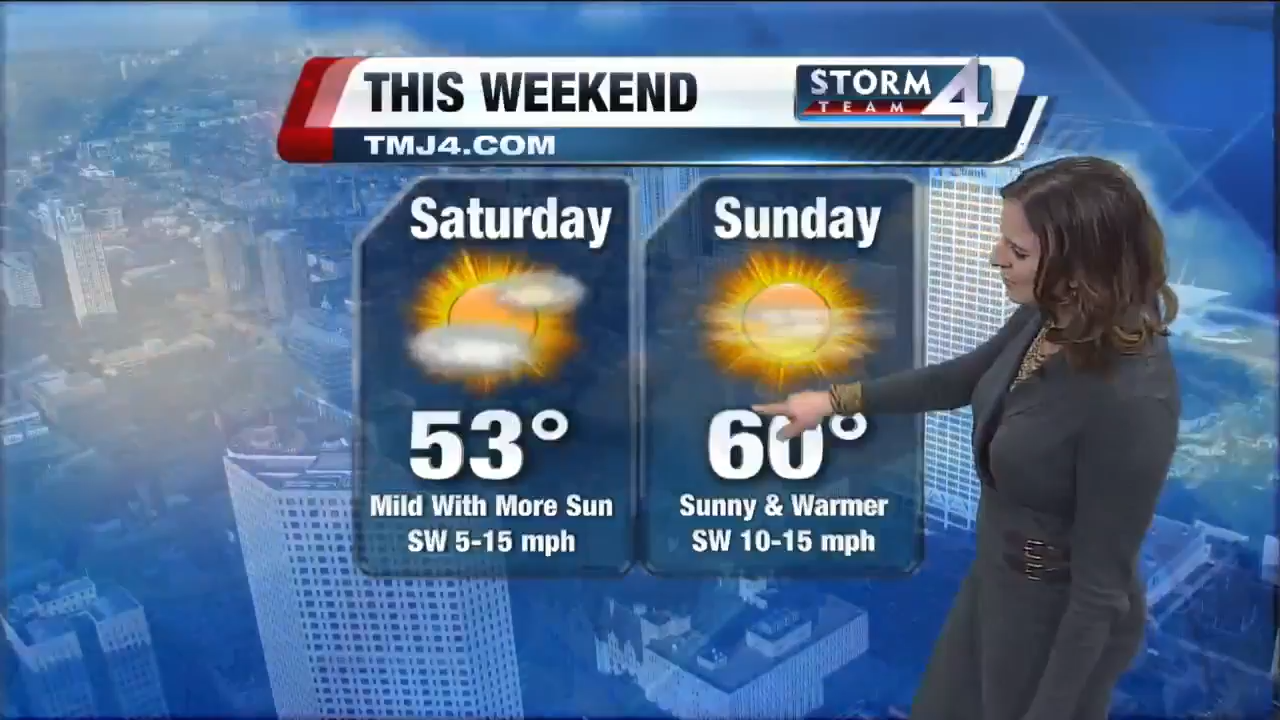 THIS WEEKEND
STORM 4
TEAM
TMJ4.COM
Saturday
53°
Mild With More Sun
SW 5-15 mph
Sunday
60°
Sunny & Warmer
SW 10-15 mph